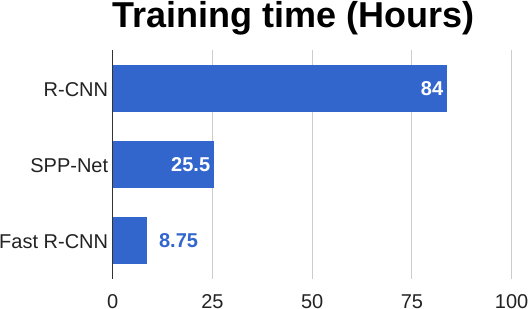 Training time (Hours)
R-CNN 84
SPP-Net 25.5
Fast R-CNN 8.75
0 25 50 75 100